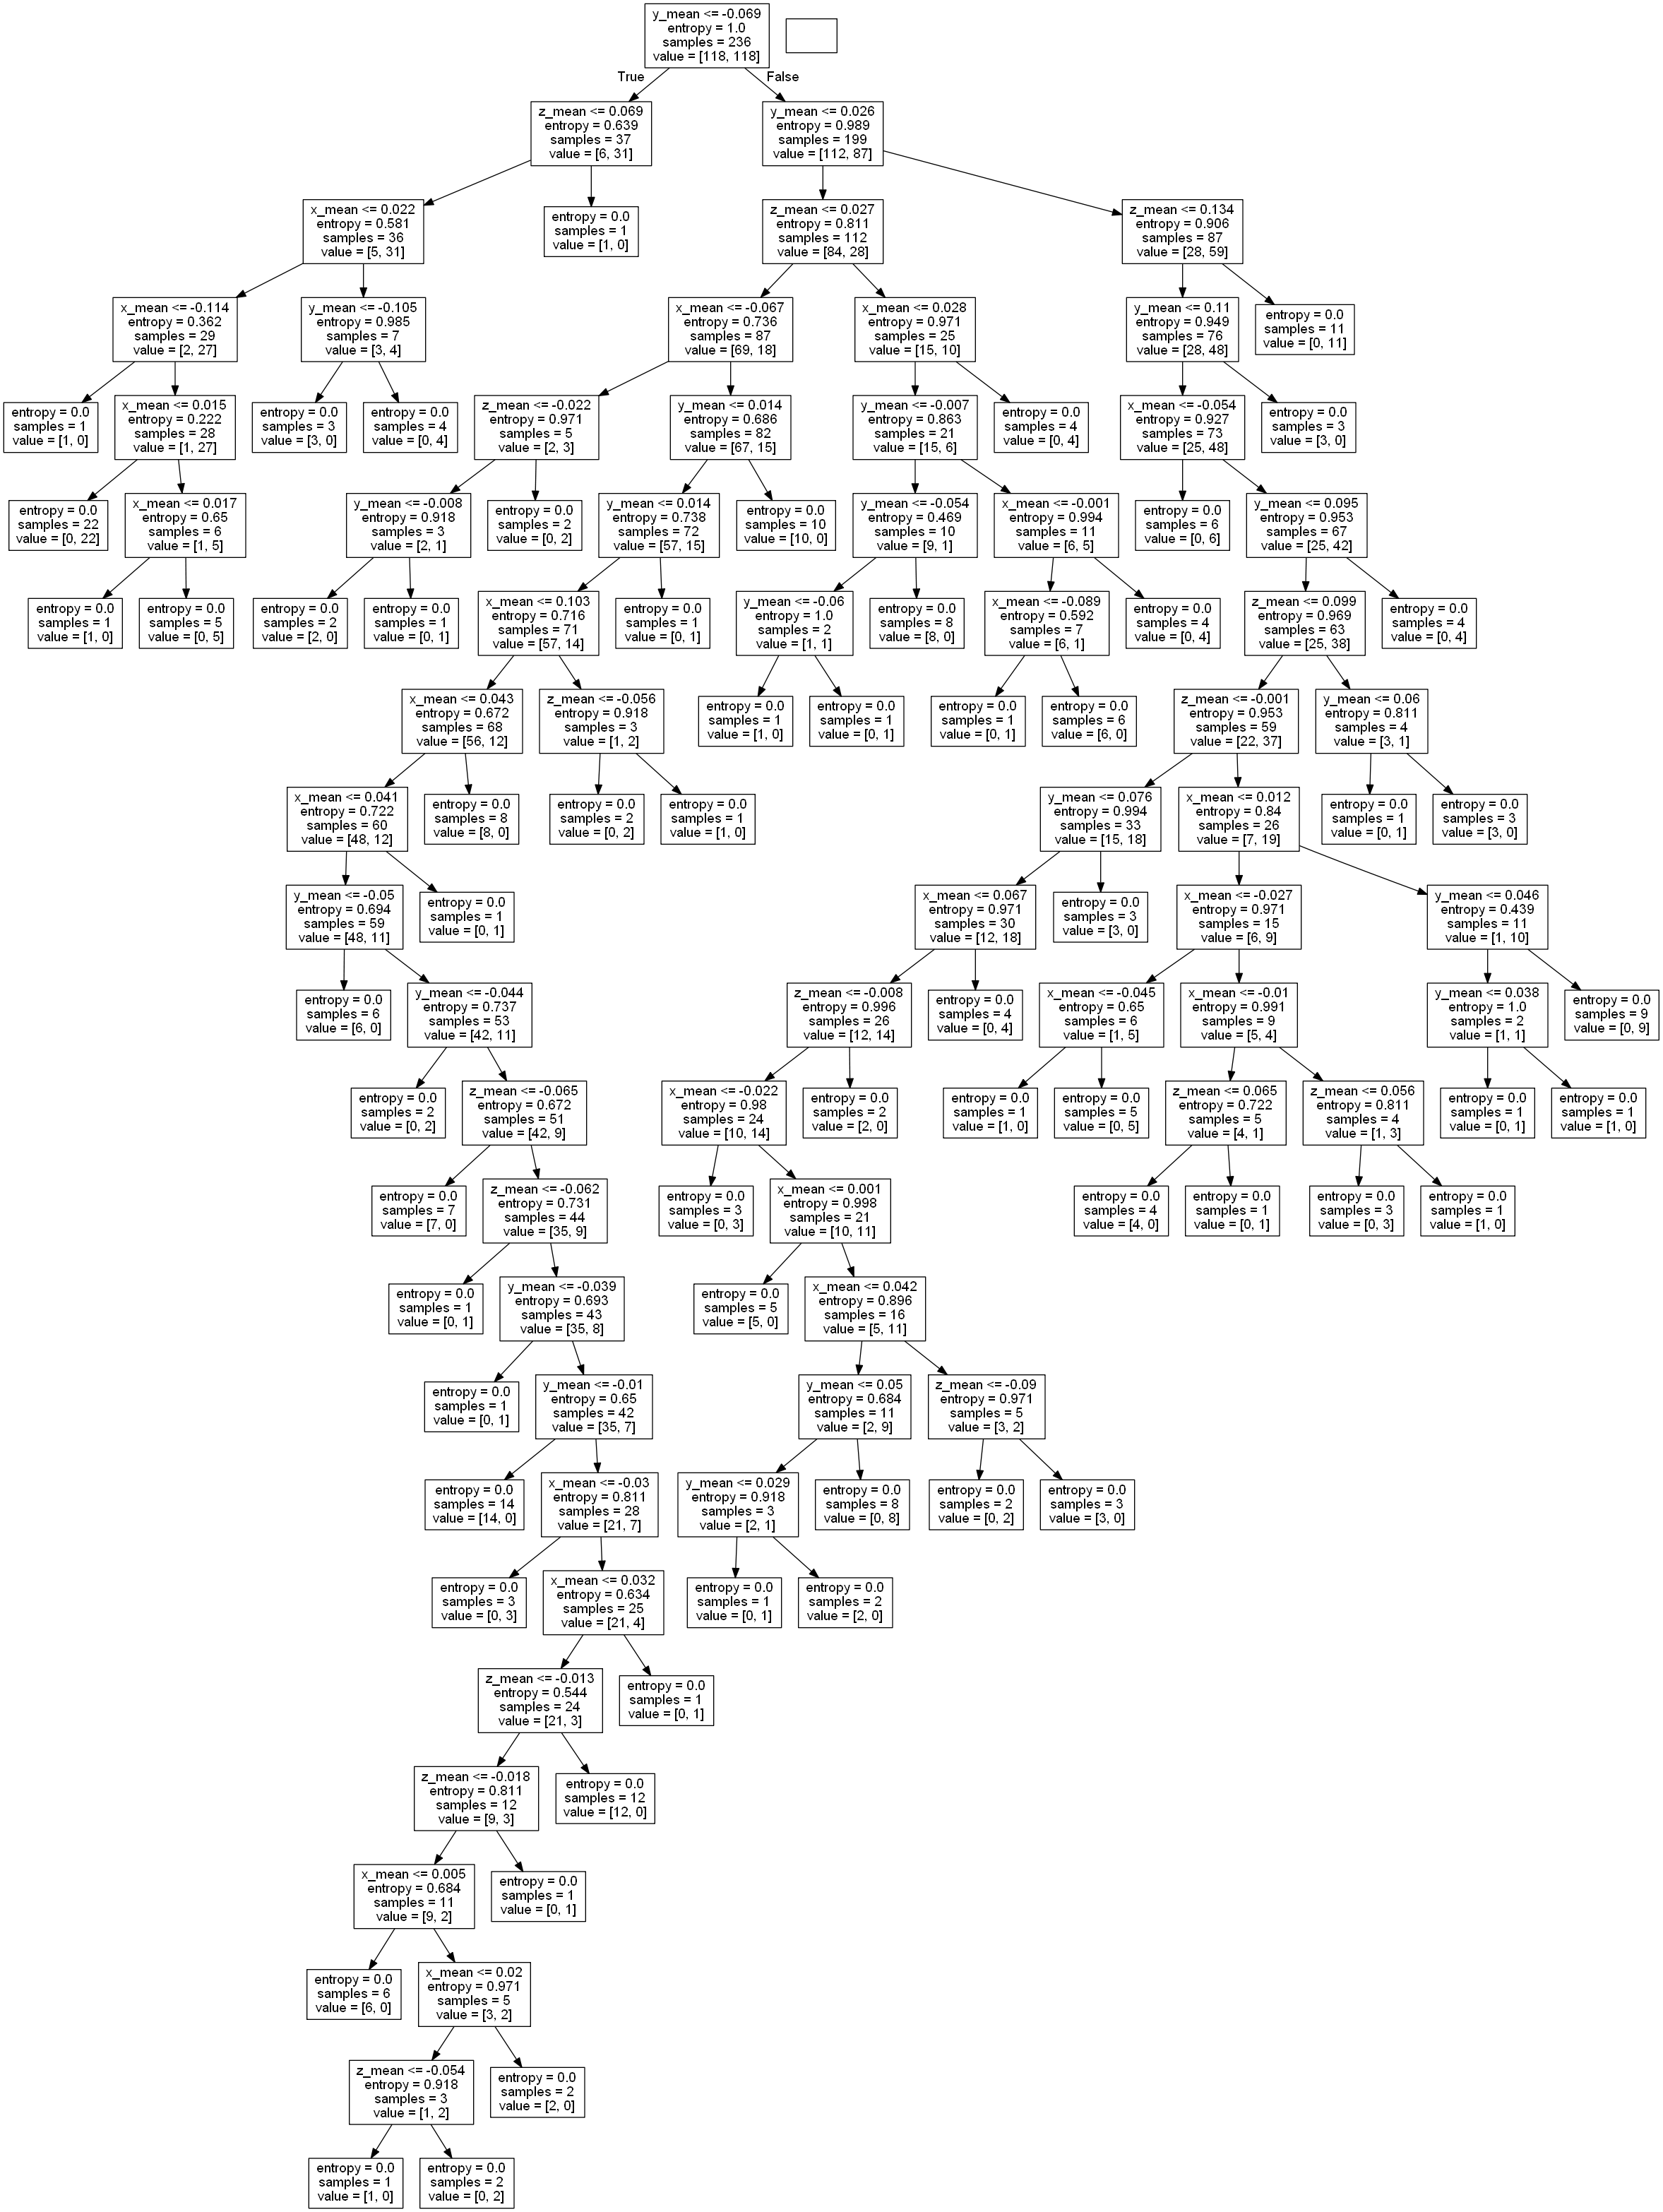 y_mean <= -0.069
entropy = 1.0
samples = 236
value = [118, 118]
True
False
z_mean <= 0.069
entropy = 0.639
samples = 37
value = [6, 31]
y_mean <= 0.026
entropy = 0.989
samples = 199
value = [112, 87]
x_mean <= 0.022
entropy = 0.581
samples = 36
value = [5, 31]
entropy = 0.0
samples = 1
value = [1, 0]
z_mean <= 0.027
entropy = 0.811
samples = 112
value = [84, 28]
z_mean <= 0.134
entropy = 0.906
samples = 87
value = [28, 59]
x_mean <= -0.114
entropy = 0.362
samples = 29
value = [2, 27]
y_mean <= -0.105
entropy = 0.985
samples = 7
value = [3, 4]
x_mean <= -0.067
entropy = 0.736
samples = 87
value = [69, 18]
x_mean <= 0.028
entropy = 0.971
samples = 25
value = [15, 10]
y_mean <= 0.11
entropy = 0.949
samples = 76
value = [28, 48]
entropy = 0.0
samples = 11
value = [0, 11]
entropy = 0.0
samples = 1
value = [1, 0]
x_mean <= 0.015
entropy = 0.222
samples = 28
value = [1, 27]
entropy = 0.0
samples = 3
value = [3, 0]
entropy = 0.0
samples = 4
value = [0, 4]
z_mean <= -0.022
entropy = 0.971
samples = 5
value = [2, 3]
y_mean <= 0.014
entropy = 0.686
samples = 82
value = [67, 15]
y_mean <= -0.007
entropy = 0.863
samples = 21
value = [15, 6]
entropy = 0.0
samples = 4
value = [0, 4]
x_mean <= -0.054
entropy = 0.927
samples = 73
value = [25, 48]
entropy = 0.0
samples = 3
value = [3, 0]
entropy = 0.0
samples = 22
value = [0, 22]
x_mean <= 0.017
entropy = 0.65
samples = 6
value = [1, 5]
y_mean <= -0.008
entropy = 0.918
samples = 3
value = [2, 1]
entropy = 0.0
samples = 2
value = [0, 2]
y_mean <= 0.014
entropy = 0.738
samples = 72
value = [57, 15]
entropy = 0.0
samples = 10
value = [10, 0]
y_mean <= -0.054
entropy = 0.469
samples = 10
value = [9, 1]
x_mean <= -0.001
entropy = 0.994
samples = 11
value = [6, 5]
entropy = 0.0
samples = 6
value = [0, 6]
y_mean <= 0.095
entropy = 0.953
samples = 67
value = [25, 42]
entropy = 0.0
samples = 1
value = [1, 0]
entropy = 0.0
samples = 5
value = [0, 5]
entropy = 0.0
samples = 2
value = [2, 0]
entropy = 0.0
samples = 1
value = [0, 1]
x_mean <= 0.103
entropy = 0.716
samples = 71
value = [57, 14]
entropy = 0.0
samples = 1
value = [0, 1]
y_mean <= -0.06
entropy = 1.0
samples = 2
value = [1, 1]
entropy = 0.0
samples = 8
value = [8, 0]
x_mean <= -0.089
entropy = 0.592
samples = 7
value = [6, 1]
entropy = 0.0
samples = 4
value = [0, 4]
z_mean <= 0.099
entropy = 0.969
samples = 63
value = [25, 38]
entropy = 0.0
samples = 4
value = [0, 4]
x_mean <= 0.043
entropy = 0.672
samples = 68
value = [56, 12]
z_mean <= -0.056
entropy = 0.918
samples = 3
value = [1, 2]
entropy = 0.0
samples = 1
value = [1, 0]
entropy = 0.0
samples = 1
value = [0, 1]
entropy = 0.0
samples = 1
value = [0, 1]
entropy = 0.0
samples = 6
value = [6, 0]
z_mean <= -0.001
entropy = 0.953
samples = 59
value = [22, 37]
y_mean <= 0.06
entropy = 0.811
samples = 4
value = [3, 1]
x_mean <= 0.041
entropy = 0.722
samples = 60
value = [48, 12]
entropy = 0.0
samples = 8
value = [8, 0]
entropy = 0.0
samples = 2
value = [0, 2]
entropy = 0.0
samples = 1
value = [1, 0]
y_mean <= 0.076
entropy = 0.994
samples = 33
value = [15, 18]
x_mean <= 0.012
entropy = 0.84
samples = 26
value = [7, 19]
entropy = 0.0
samples = 1
value = [0, 1]
entropy = 0.0
samples = 3
value = [3, 0]
y_mean <= -0.05
entropy = 0.694
samples = 59
value = [48, 11]
entropy = 0.0
samples = 1
value = [0, 1]
x_mean <= 0.067
entropy = 0.971
samples = 30
value = [12, 18]
entropy = 0.0
samples = 3
value = [3, 0]
x_mean <= -0.027
entropy = 0.971
samples = 15
value = [6, 9]
y_mean <= 0.046
entropy = 0.439
samples = 11
value = [1, 10]
entropy = 0.0
samples = 6
value = [6, 0]
y_mean <= -0.044
entropy = 0.737
samples = 53
value = [42, 11]
z_mean <= -0.008
entropy = 0.996
samples = 26
value = [12, 14]
entropy = 0.0
samples = 4
value = [0, 4]
x_mean <= -0.045
entropy = 0.65
samples = 6
value = [1, 5]
x_mean <= -0.01
entropy = 0.991
samples = 9
value = [5, 4]
y_mean <= 0.038
entropy = 1.0
samples = 2
value = [1, 1]
entropy = 0.0
samples = 9
value = [0, 9]
entropy = 0.0
samples = 2
value = [0, 2]
z_mean <= -0.065
entropy = 0.672
samples = 51
value = [42, 9]
x_mean <= -0.022
entropy = 0.98
samples = 24
value = [10, 14]
entropy = 0.0
samples = 2
value = [2, 0]
entropy = 0.0
samples = 1
value = [1, 0]
entropy = 0.0
samples = 5
value = [0, 5]
z_mean <= 0.065
entropy = 0.722
samples = 5
value = [4, 1]
z_mean <= 0.056
entropy = 0.811
samples = 4
value = [1, 3]
entropy = 0.0
samples = 1
value = [0, 1]
entropy = 0.0
samples = 1
value = [1, 0]
entropy = 0.0
samples = 7
value = [7, 0]
z_mean <= -0.062
entropy = 0.731
samples = 44
value = [35, 9]
entropy = 0.0
samples = 3
value = [0, 3]
x_mean <= 0.001
entropy = 0.998
samples = 21
value = [10, 11]
entropy = 0.0
samples = 4
value = [4, 0]
entropy = 0.0
samples = 1
value = [0, 1]
entropy = 0.0
samples = 3
value = [0, 3]
entropy = 0.0
samples = 1
value = [1, 0]
entropy = 0.0
samples = 1
value = [0, 1]
y_mean <= -0.039
entropy = 0.693
samples = 43
value = [35, 8]
entropy = 0.0
samples = 5
value = [5, 0]
x_mean <= 0.042
entropy = 0.896
samples = 16
value = [5, 11]
entropy = 0.0
samples = 1
value = [0, 1]
y_mean <= -0.01
entropy = 0.65
samples = 42
value = [35, 7]
y_mean <= 0.05
entropy = 0.684
samples = 11
value = [2, 9]
z_mean <= -0.09
entropy = 0.971
samples = 5
value = [3, 2]
entropy = 0.0
samples = 14
value = [14, 0]
x_mean <= -0.03
entropy = 0.811
samples = 28
value = [21, 7]
y_mean <= 0.029
entropy = 0.918
samples = 3
value = [2, 1]
entropy = 0.0
samples = 8
value = [0, 8]
entropy = 0.0
samples = 2
value = [0, 2]
entropy = 0.0
samples = 3
value = [3, 0]
entropy = 0.0
samples = 3
value = [0, 3]
x_mean <= 0.032
entropy = 0.634
samples = 25
value = [21, 4]
entropy = 0.0
samples = 1
value = [0, 1]
entropy = 0.0
samples = 2
value = [2, 0]
z_mean <= -0.013
entropy = 0.544
samples = 24
value = [21, 3]
entropy = 0.0
samples = 1
value = [0, 1]
z_mean <= -0.018
entropy = 0.811
samples = 12
value = [9, 3]
entropy = 0.0
samples = 12
value = [12, 0]
x_mean <= 0.005
entropy = 0.684
samples = 11
value = [9, 2]
entropy = 0.0
samples = 1
value = [0, 1]
entropy = 0.0
samples = 6
value = [6, 0]
x_mean <= 0.02
entropy = 0.971
samples = 5
value = [3, 2]
z_mean <= -0.054
entropy = 0.918
samples = 3
value = [1, 2]
entropy = 0.0
samples = 2
value = [2, 0]
entropy = 0.0
samples = 1
value = [1, 0]
entropy = 0.0
samples = 2
value = [0, 2]